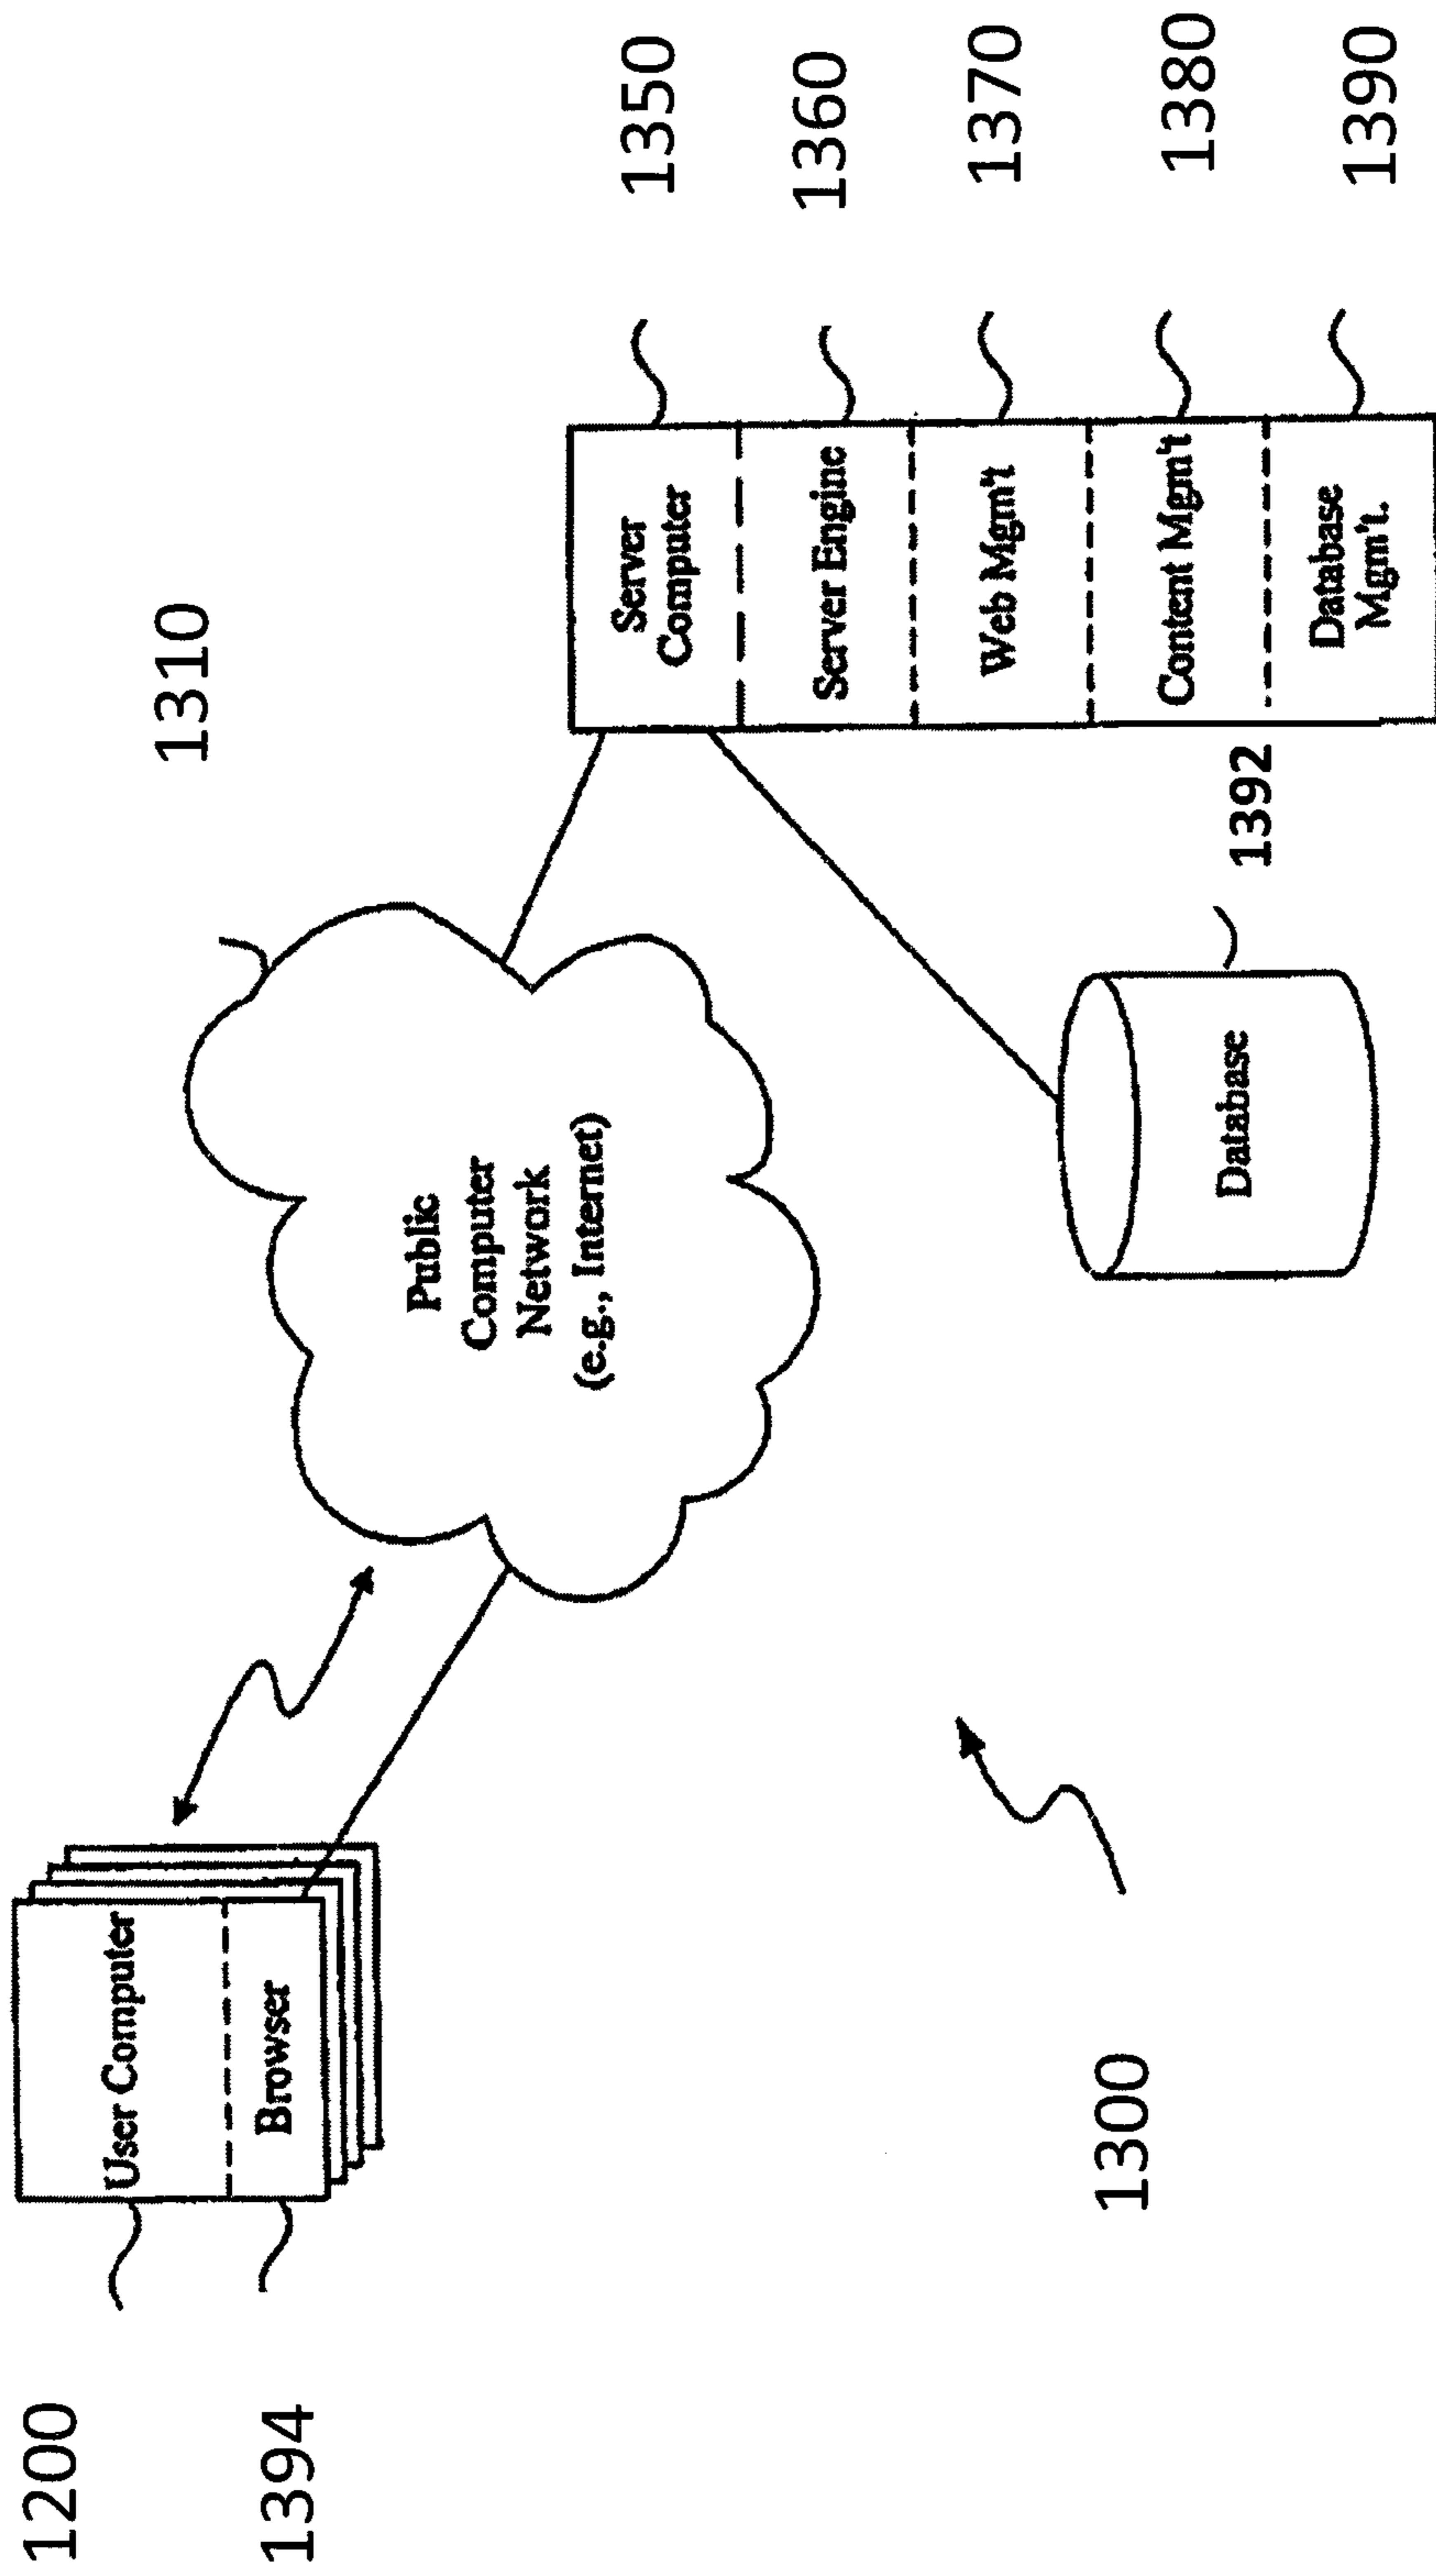 1200
User Computer
1394
Browser
1310
Public
Computer
Network
(e.g., Internet)
1350
Server
Computer
1360
Server Engine
1370
Web Mgm't
1380
Content Mgm't
1390
Database
Mgm't.
1392
Database
1300